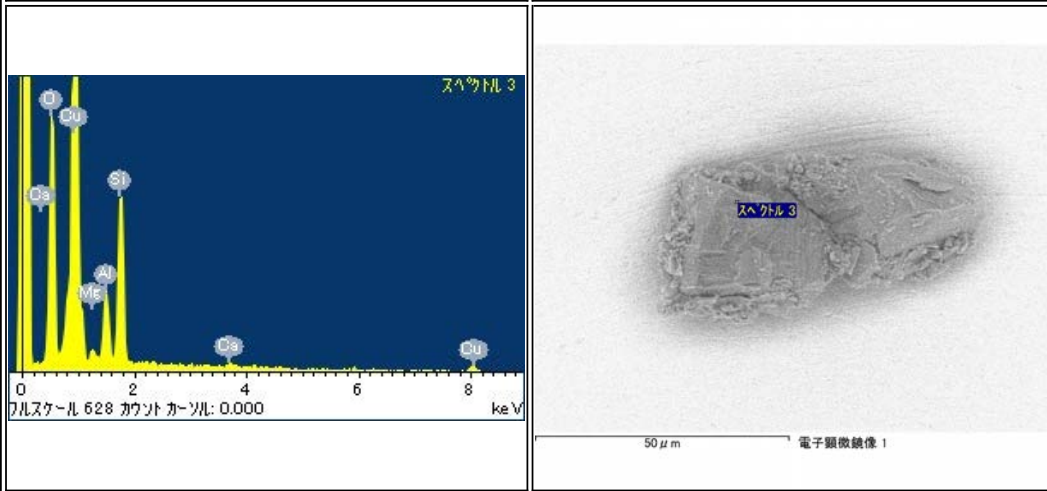 スペクトル 3
O
Cu
Ca
Si
Al
Mg
Ca
Cu
0 2 4 6 8
フルスケール 628 カウント カーソル: 0.000 keV
スペクトル 3
50μm 電子顕微鏡像 1